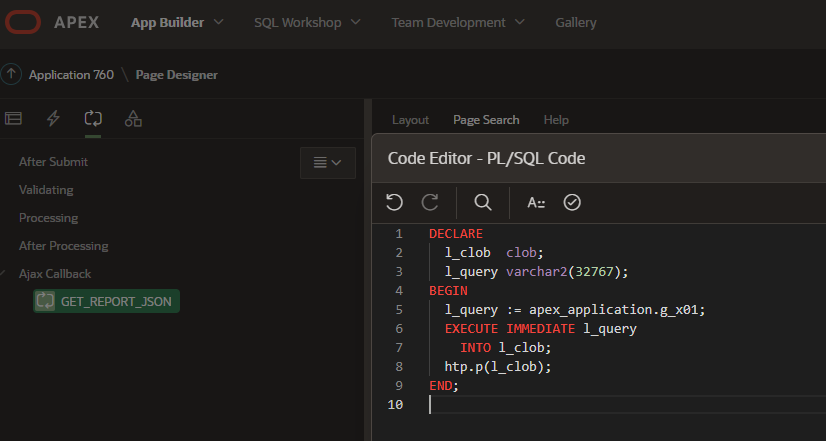 APEX App Builder SQL Workshop Team Development Gallery
Application 760 \ Page Designer
Layout Page Search Help
After Submit
Validating
Processing
After Processing
Ajax Callback
GET_REPORT_JSON
Code Editor - PL/SQL Code
A::
1 DECLARE
2 l_clob clob;
3 l_query varchar2(32767);
4 BEGIN
5 l_query := apex_application.g_x01;
6 EXECUTE IMMEDIATE l_query
7 INTO l_clob;
8 htp.p(l_clob);
9 END;
10